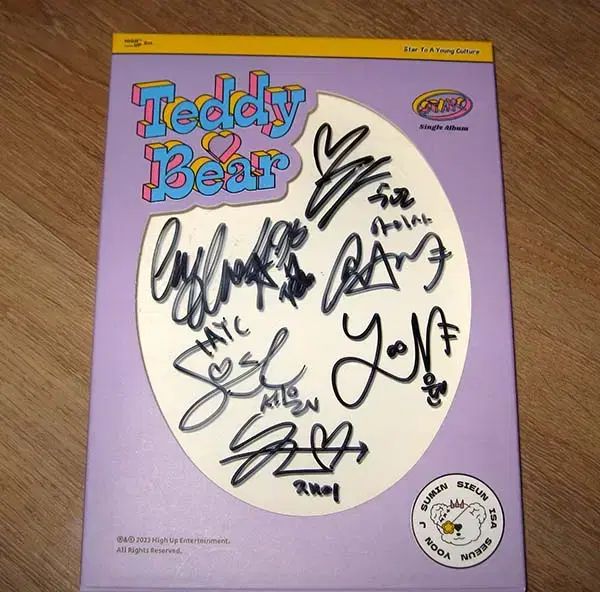 Star To A Young Culture
Teddy
Bear
STAYC
Single Album
수민
아이사
YooN
윤
시은
재이
SUMIN SIEUN ISA SEEUN YOON J
℗&© 2023 High Up Entertainment.
All Rights Reserved.